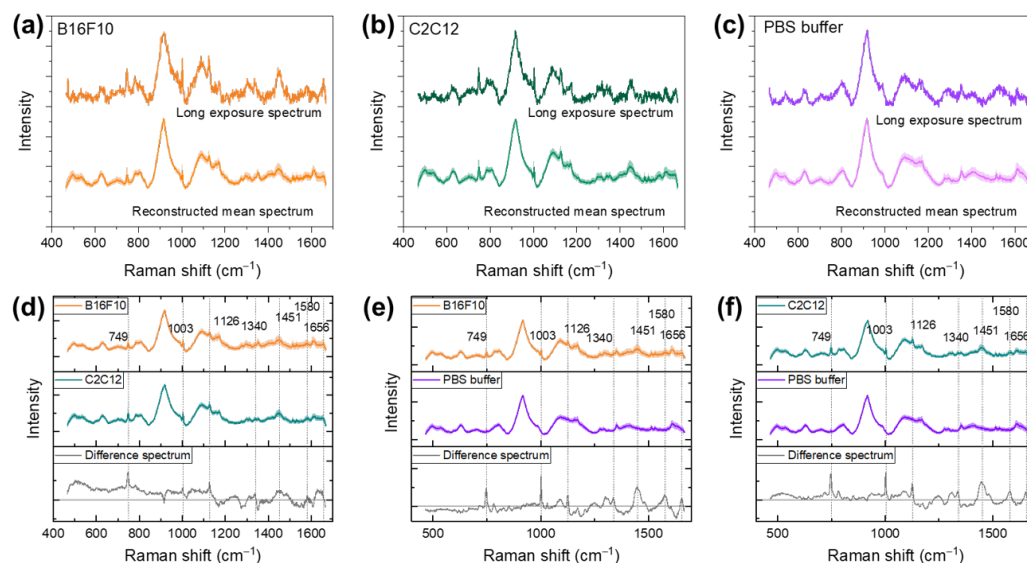 (a) B16F10
Intensity
Long exposure spectrum
Reconstructed mean spectrum
400 600 800 1000 1200 1400 1600
Raman shift (cm⁻¹)
(b) C2C12
Intensity
Long exposure spectrum
Reconstructed mean spectrum
400 600 800 1000 1200 1400 1600
Raman shift (cm⁻¹)
(c) PBS buffer
Intensity
Long exposure spectrum
Reconstructed mean spectrum
400 600 800 1000 1200 1400 1600
Raman shift (cm⁻¹)
(d)
B16F10
749 1003 1126 1340 1451 1580 1656
C2C12
Difference spectrum
Intensity
400 600 800 1000 1200 1400 1600
Raman shift (cm⁻¹)
(e)
B16F10
749 1003 1126 1340 1451 1580 1656
PBS buffer
Difference spectrum
Intensity
500 1000 1500
Raman shift (cm⁻¹)
(f)
C2C12
749 1003 1126 1340 1451 1580 1656
PBS buffer
Difference spectrum
Intensity
500 1000 1500
Raman shift (cm⁻¹)